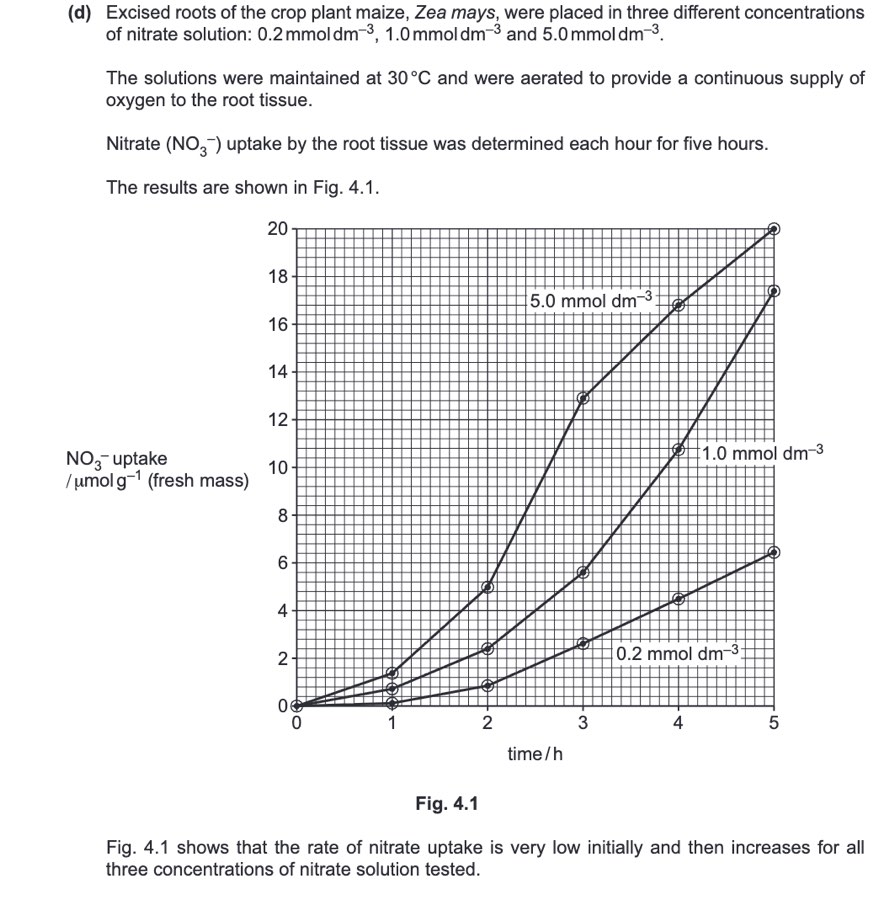 (d) Excised roots of the crop plant maize, Zea mays, were placed in three different concentrations
of nitrate solution: 0.2 mmol dm⁻³, 1.0 mmol dm⁻³ and 5.0 mmol dm⁻³.
The solutions were maintained at 30 °C and were aerated to provide a continuous supply of
oxygen to the root tissue.
Nitrate (NO₃⁻) uptake by the root tissue was determined each hour for five hours.
The results are shown in Fig. 4.1.
20
18
5.0 mmol dm⁻³
16
14
12
NO₃⁻ uptake
/ μmol g⁻¹ (fresh mass)
1.0 mmol dm⁻³
10
8
6
4
2
0.2 mmol dm⁻³
0
0 1 2 3 4 5
time / h
Fig. 4.1
Fig. 4.1 shows that the rate of nitrate uptake is very low initially and then increases for all
three concentrations of nitrate solution tested.